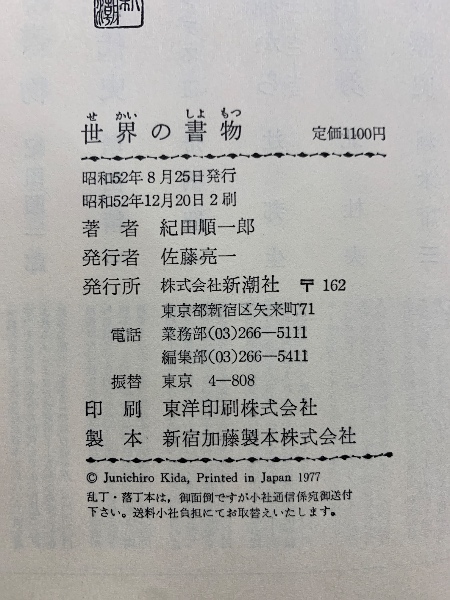 新潮
せかい しょもつ
世界の書物 定価1100円
昭和52年8月25日発行
昭和52年12月20日2刷
著者 紀田順一郎
発行者 佐藤亮一
発行所 株式会社新潮社 〒162
東京都新宿区矢来町71
電話 業務部(03)266—5111
編集部(03)266—5411
振替 東京 4—808
印刷 東洋印刷株式会社
製本 新宿加藤製本株式会社
© Junichiro Kida, Printed in Japan 1977
乱丁・落丁本は，御面倒ですが小社通信係宛御送付
下さい。送料小社負担にてお取替えいたします。